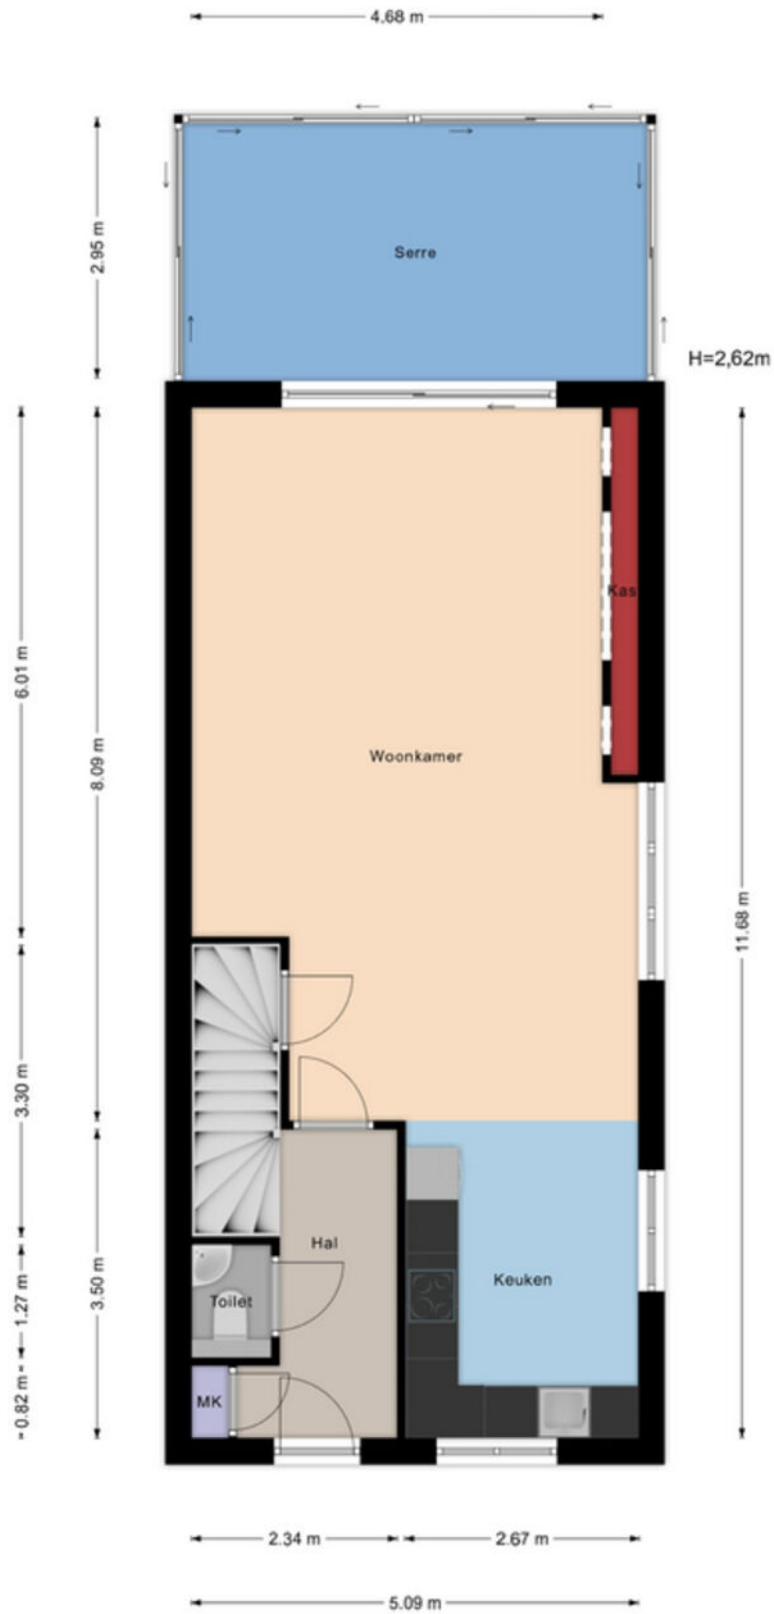 4.68 m
2.95 m
Serre
H=2,62m
6.01 m
8.09 m
Kas
Woonkamer
11.68 m
3.30 m
Hal
3.50 m
Keuken
1.27 m
Toilet
0.82 m
MK
2.34 m
2.67 m
5.09 m